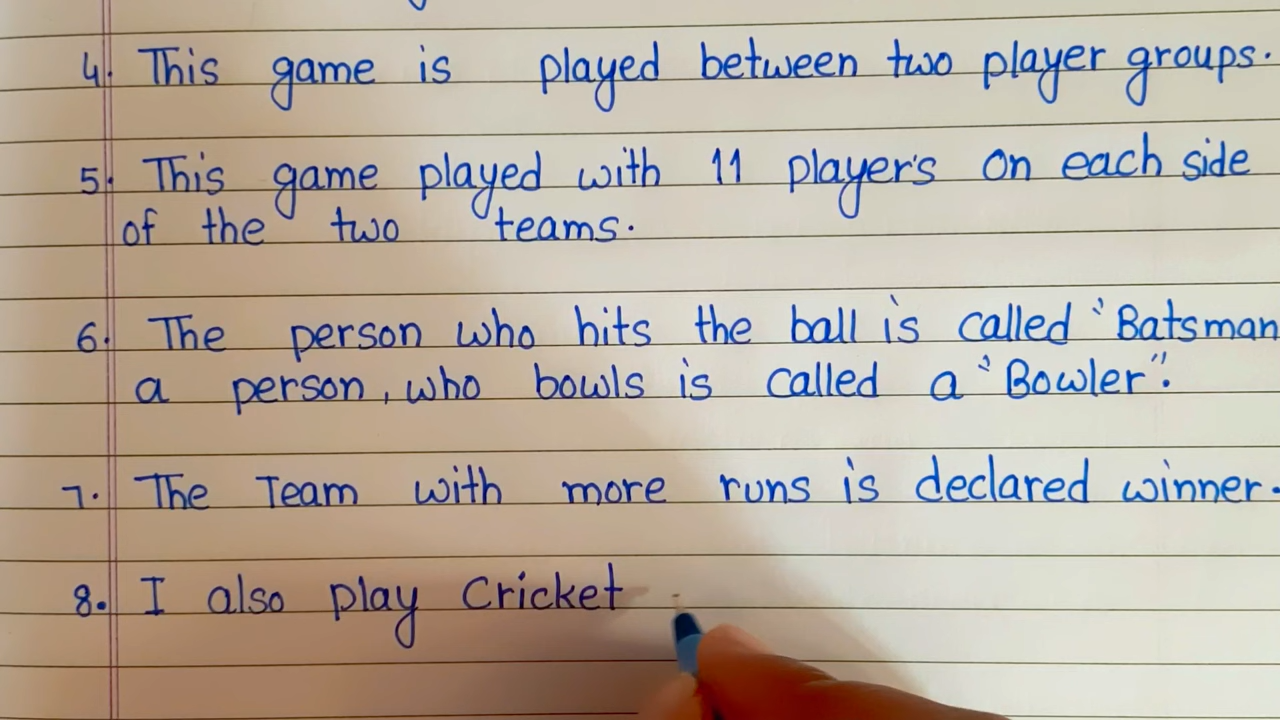 4. This game is played between two player groups.
5. This game played with 11 player's on each side
of the two teams.
6. The person who hits the ball is called 'Batsman
a person, who bowls is called a "Bowler".
7. The Team with more runs is declared winner.
8. I also play Cricket